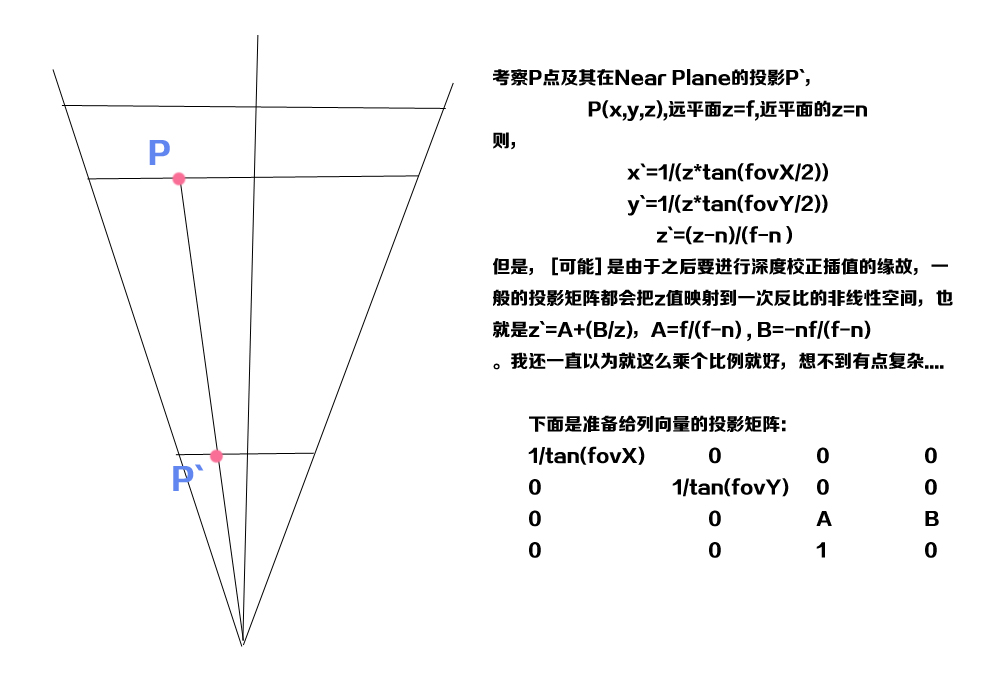 考察P点及其在Near Plane的投影P`,
P(x,y,z),远平面z=f,近平面的z=n
则,
x`=1/(z*tan(fovX/2))
y`=1/(z*tan(fovY/2))
z`=(z-n)/(f-n )
但是, [可能] 是由于之后要进行深度校正插值的缘故, 一
般的投影矩阵都会把z值映射到一次反比的非线性空间, 也
就是z`=A+(B/z), A=f/(f-n) , B=-nf/(f-n)
。我还一直以为就这么乘个比例就好, 想不到有点复杂....
下面是准备给列向量的投影矩阵:
1/tan(fovX) 0 0 0
0 1/tan(fovY) 0 0
0 0 A B
0 0 1 0
P
P`